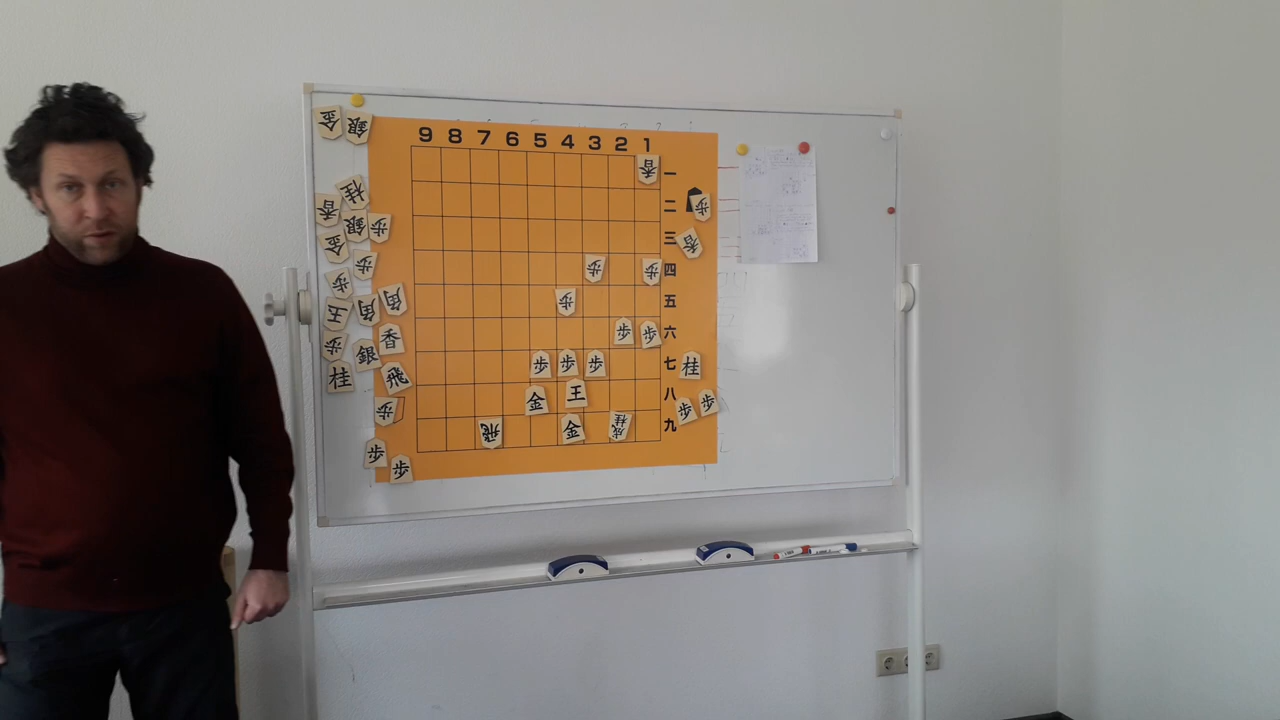 9 8 7 6 5 4 3 2 1
一
二
三
四
五
六
七
八
九
金 銀
桂
香 銀 歩
金 歩
歩
王 角 角
歩 銀 香
桂 飛
歩
歩
歩
香
歩
香
歩 歩
歩
歩 歩
歩 歩 歩 桂
金 王 歩 歩
飛 金 成桂